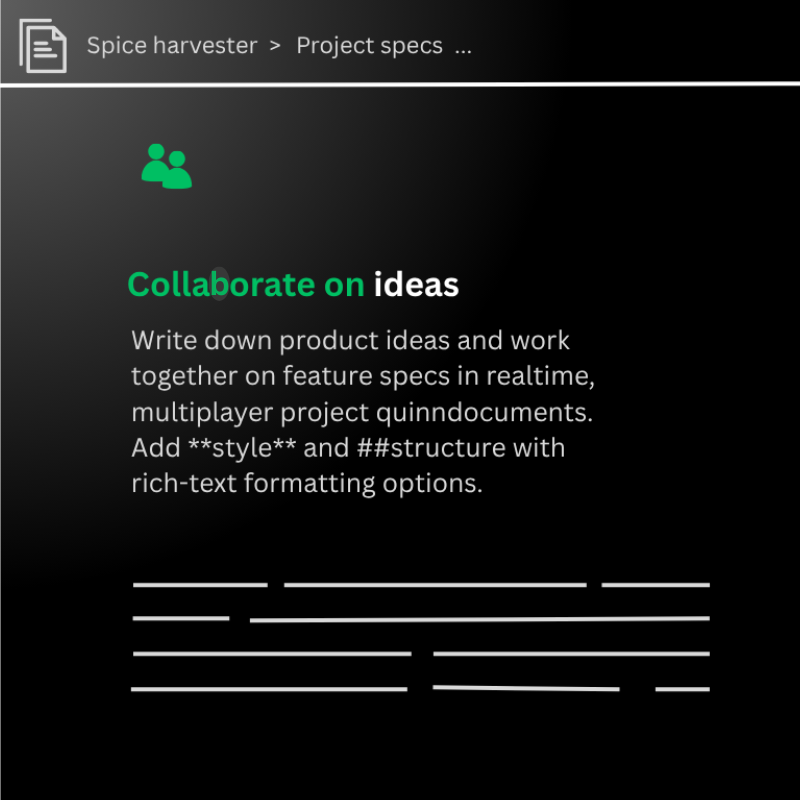 Spice harvester > Project specs ...
Collaborate on ideas
Write down product ideas and work
together on feature specs in realtime,
multiplayer project quinndocuments.
Add **style** and ##structure with
rich-text formatting options.